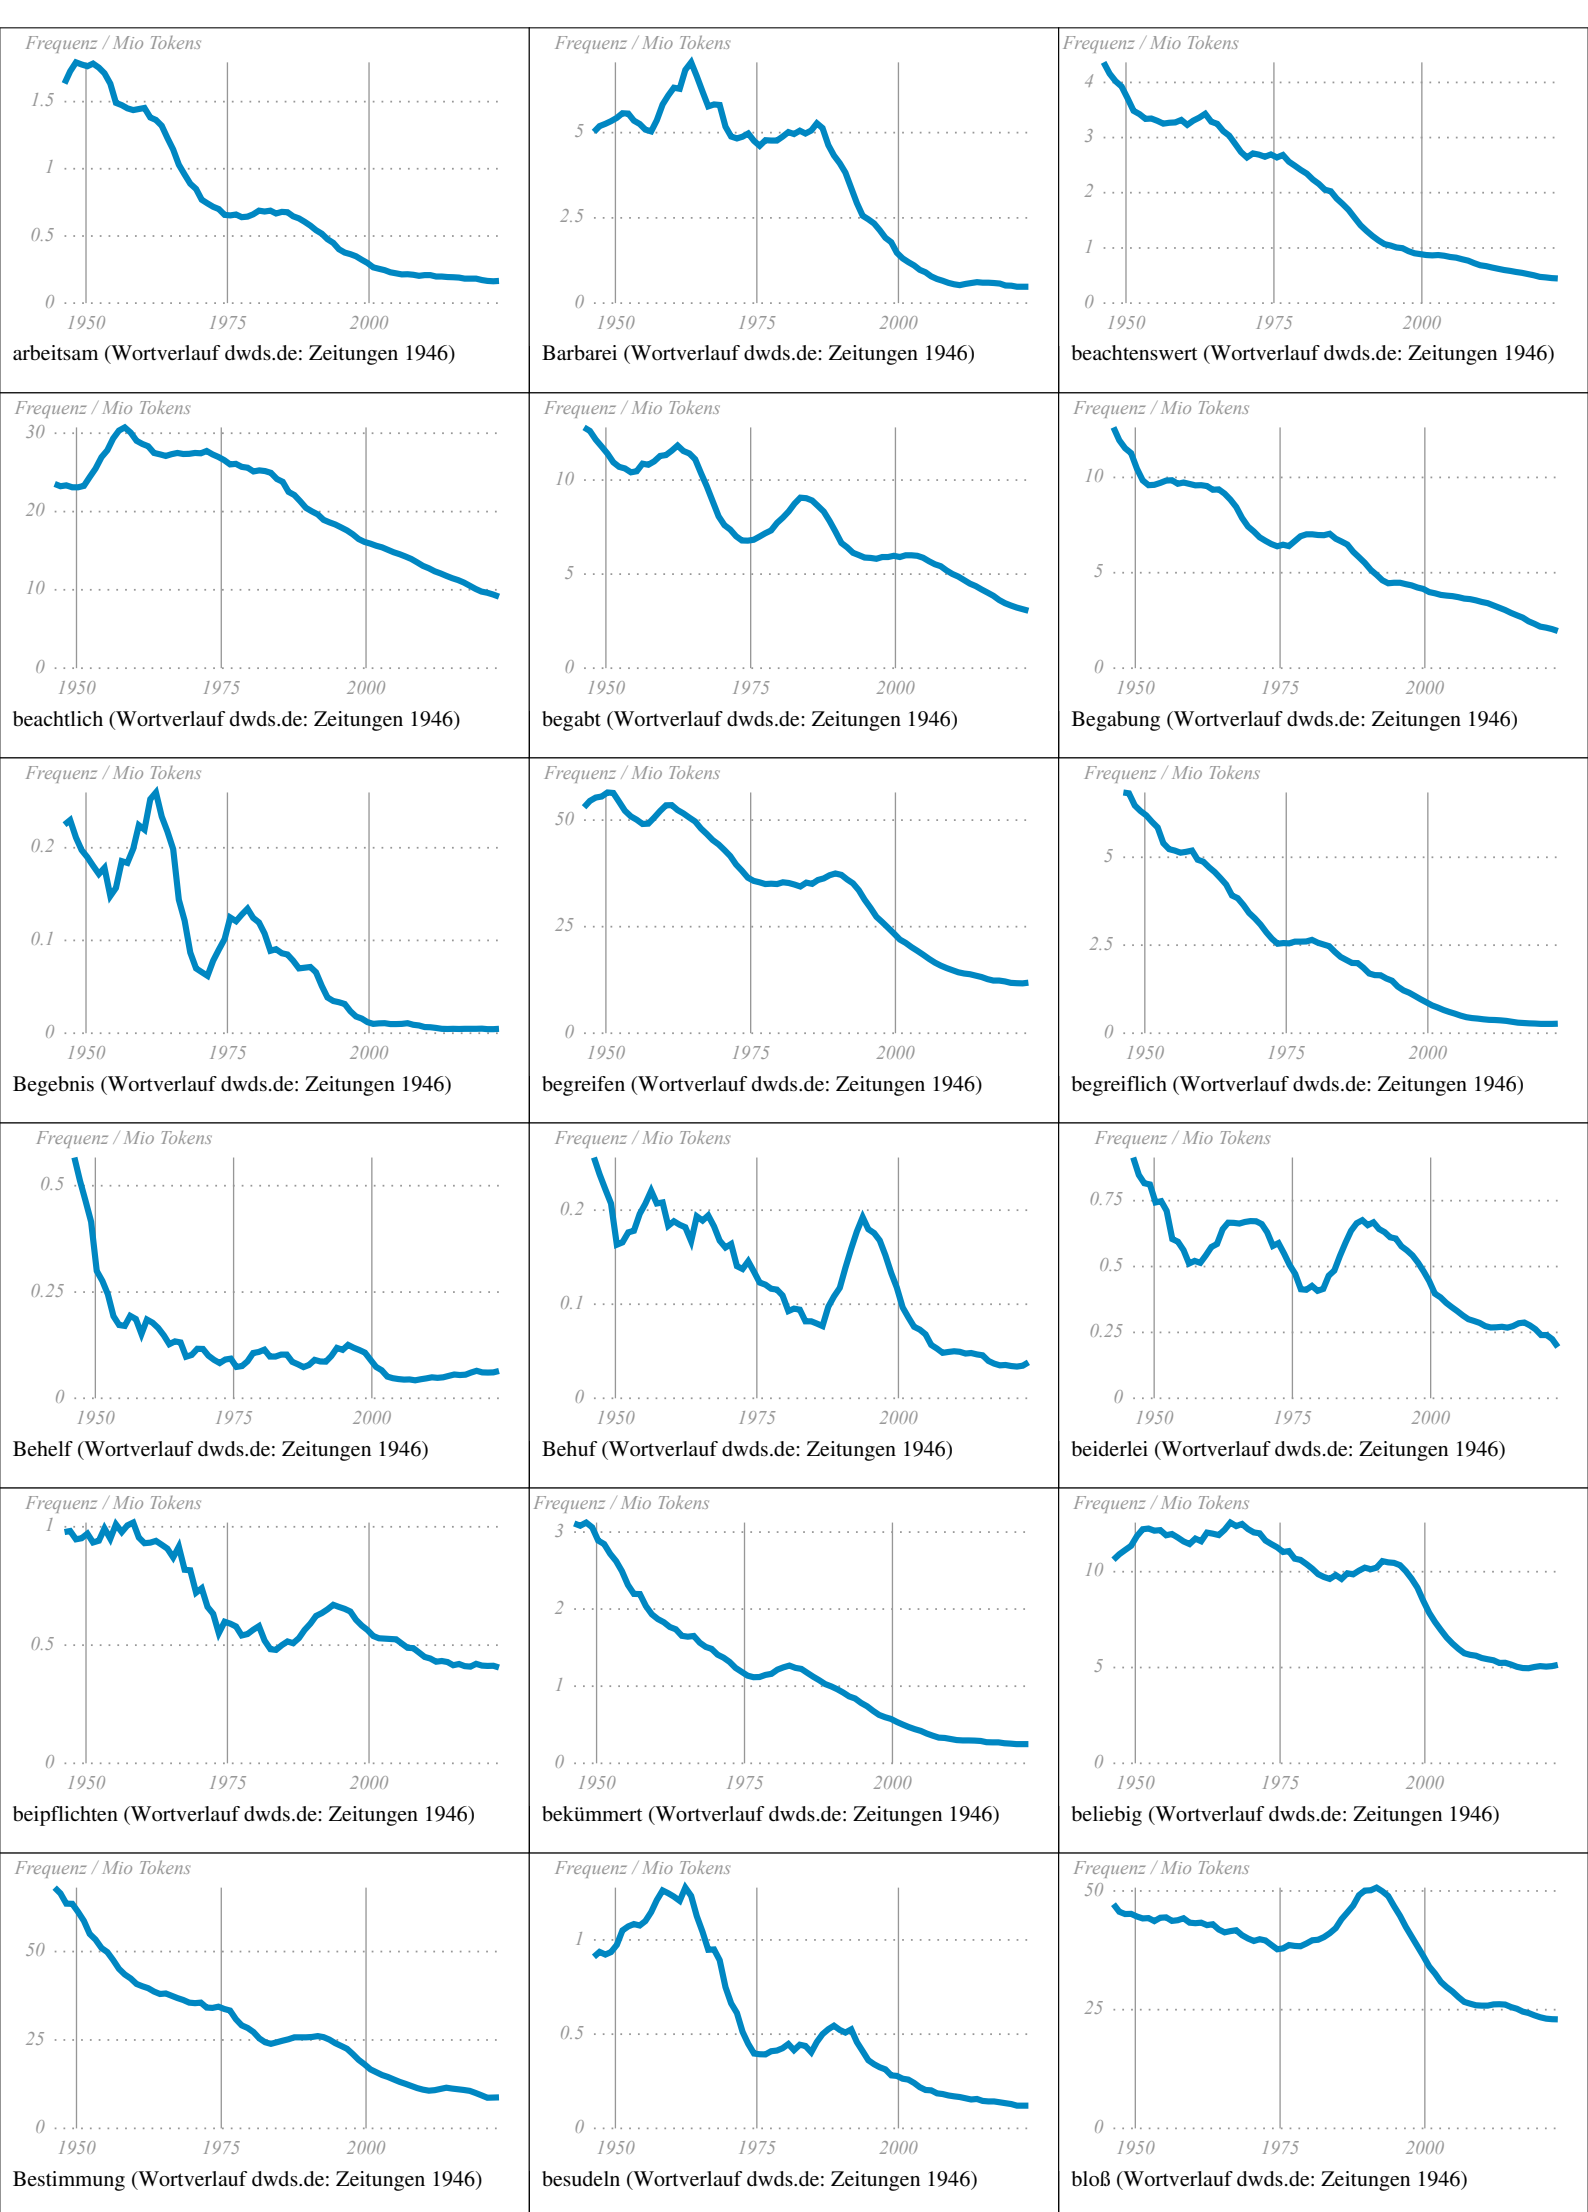 Frequenz / Mio Tokens
1.5
1
0.5
0
1950 1975 2000
arbeitsam (Wortverlauf dwds.de: Zeitungen 1946)
Frequenz / Mio Tokens
5
2.5
0
1950 1975 2000
Barbarei (Wortverlauf dwds.de: Zeitungen 1946)
Frequenz / Mio Tokens
4
3
2
1
0
1950 1975 2000
beachtenswert (Wortverlauf dwds.de: Zeitungen 1946)
Frequenz / Mio Tokens
30
20
10
0
1950 1975 2000
beachtlich (Wortverlauf dwds.de: Zeitungen 1946)
Frequenz / Mio Tokens
10
5
0
1950 1975 2000
begabt (Wortverlauf dwds.de: Zeitungen 1946)
Frequenz / Mio Tokens
10
5
0
1950 1975 2000
Begabung (Wortverlauf dwds.de: Zeitungen 1946)
Frequenz / Mio Tokens
0.2
0.1
0
1950 1975 2000
Begebnis (Wortverlauf dwds.de: Zeitungen 1946)
Frequenz / Mio Tokens
50
25
0
1950 1975 2000
begreifen (Wortverlauf dwds.de: Zeitungen 1946)
Frequenz / Mio Tokens
5
2.5
0
1950 1975 2000
begreiflich (Wortverlauf dwds.de: Zeitungen 1946)
Frequenz / Mio Tokens
0.5
0.25
0
1950 1975 2000
Behelf (Wortverlauf dwds.de: Zeitungen 1946)
Frequenz / Mio Tokens
0.2
0.1
0
1950 1975 2000
Behuf (Wortverlauf dwds.de: Zeitungen 1946)
Frequenz / Mio Tokens
0.75
0.5
0.25
0
1950 1975 2000
beiderlei (Wortverlauf dwds.de: Zeitungen 1946)
Frequenz / Mio Tokens
1
0.5
0
1950 1975 2000
beipflichten (Wortverlauf dwds.de: Zeitungen 1946)
Frequenz / Mio Tokens
3
2
1
0
1950 1975 2000
bekümmert (Wortverlauf dwds.de: Zeitungen 1946)
Frequenz / Mio Tokens
10
5
0
1950 1975 2000
beliebig (Wortverlauf dwds.de: Zeitungen 1946)
Frequenz / Mio Tokens
50
25
0
1950 1975 2000
Bestimmung (Wortverlauf dwds.de: Zeitungen 1946)
Frequenz / Mio Tokens
1
0.5
0
1950 1975 2000
besudeln (Wortverlauf dwds.de: Zeitungen 1946)
Frequenz / Mio Tokens
50
25
0
1950 1975 2000
bloß (Wortverlauf dwds.de: Zeitungen 1946)